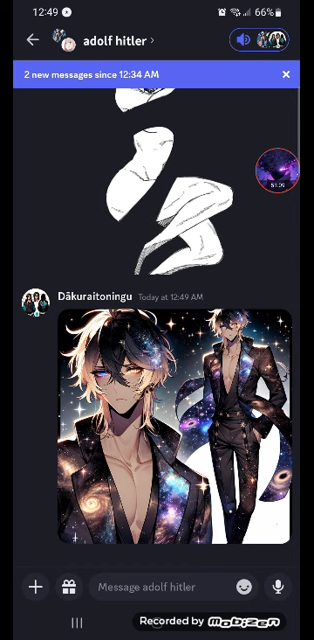 12:49
66%
adolf hitler ›
2 new messages since 12:34 AM ×
Dākuraitoningu Today at 12:49 AM
Message adolf hitler
Recorded by Mobizen